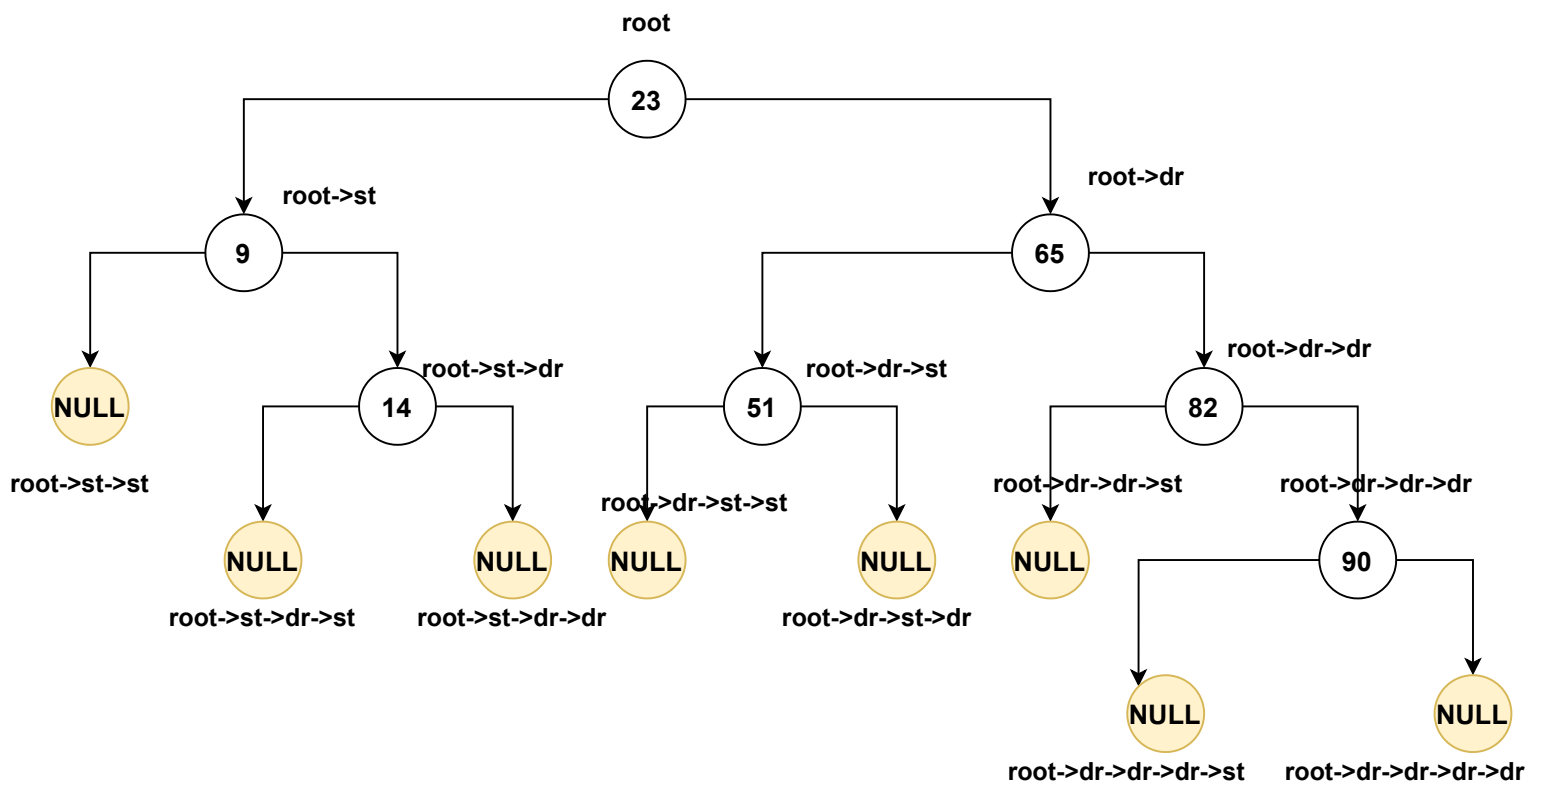 root
23
root->dr
root->st
9
65
root->dr->dr
root->st->dr
root->dr->st
NULL
14
51
82
root->st->st
root->dr->dr->st
root->dr->dr->dr
root->dr->st->st
NULL
NULL
NULL
NULL
NULL
90
root->st->dr->st
root->st->dr->dr
root->dr->st->dr
NULL
NULL
root->dr->dr->dr->st
root->dr->dr->dr->dr